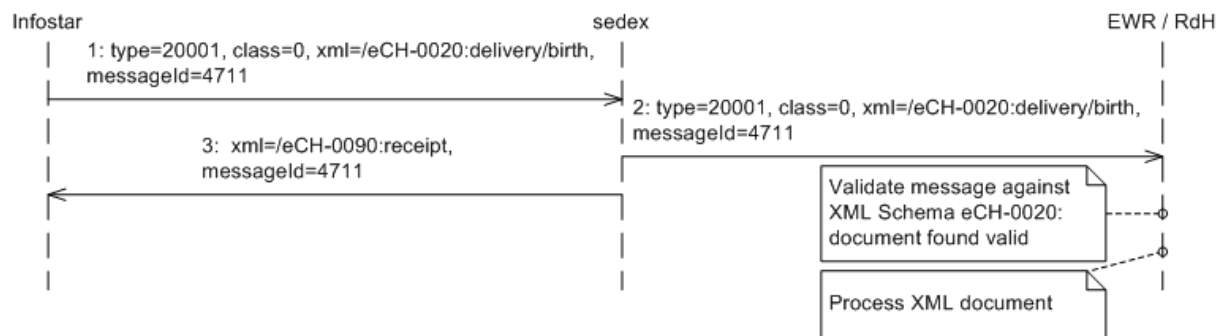 Infostar
sedex
EWR / RdH
1: type=20001, class=0, xml=/eCH-0020:delivery/birth,
messageId=4711
2: type=20001, class=0, xml=/eCH-0020:delivery/birth,
messageId=4711
3: xml=/eCH-0090:receipt,
messageId=4711
Validate message against
XML Schema eCH-0020:
document found valid
Process XML document